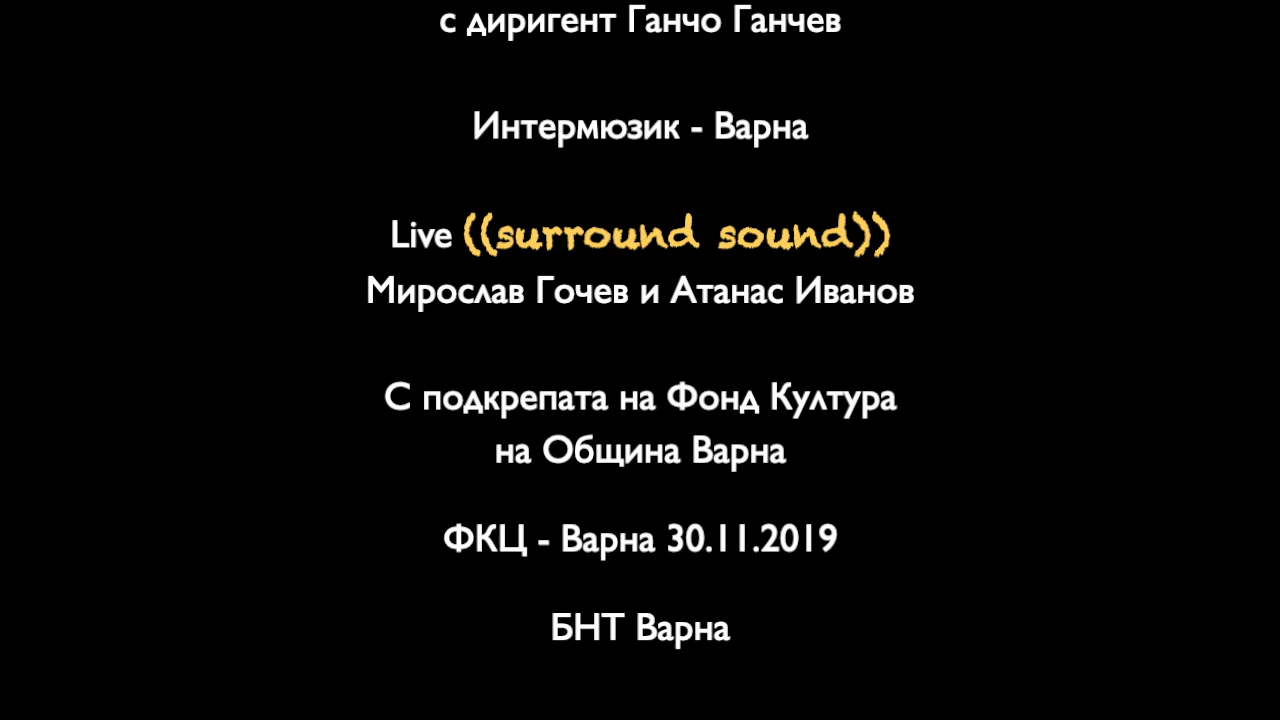 с диригент Ганчо Ганчев
Интермюзик - Варна
Live ((surround sound))
Мирослав Гочев и Атанас Иванов
С подкрепата на Фонд Култура
на Община Варна
ФКЦ - Варна 30.11.2019
БНТ Варна